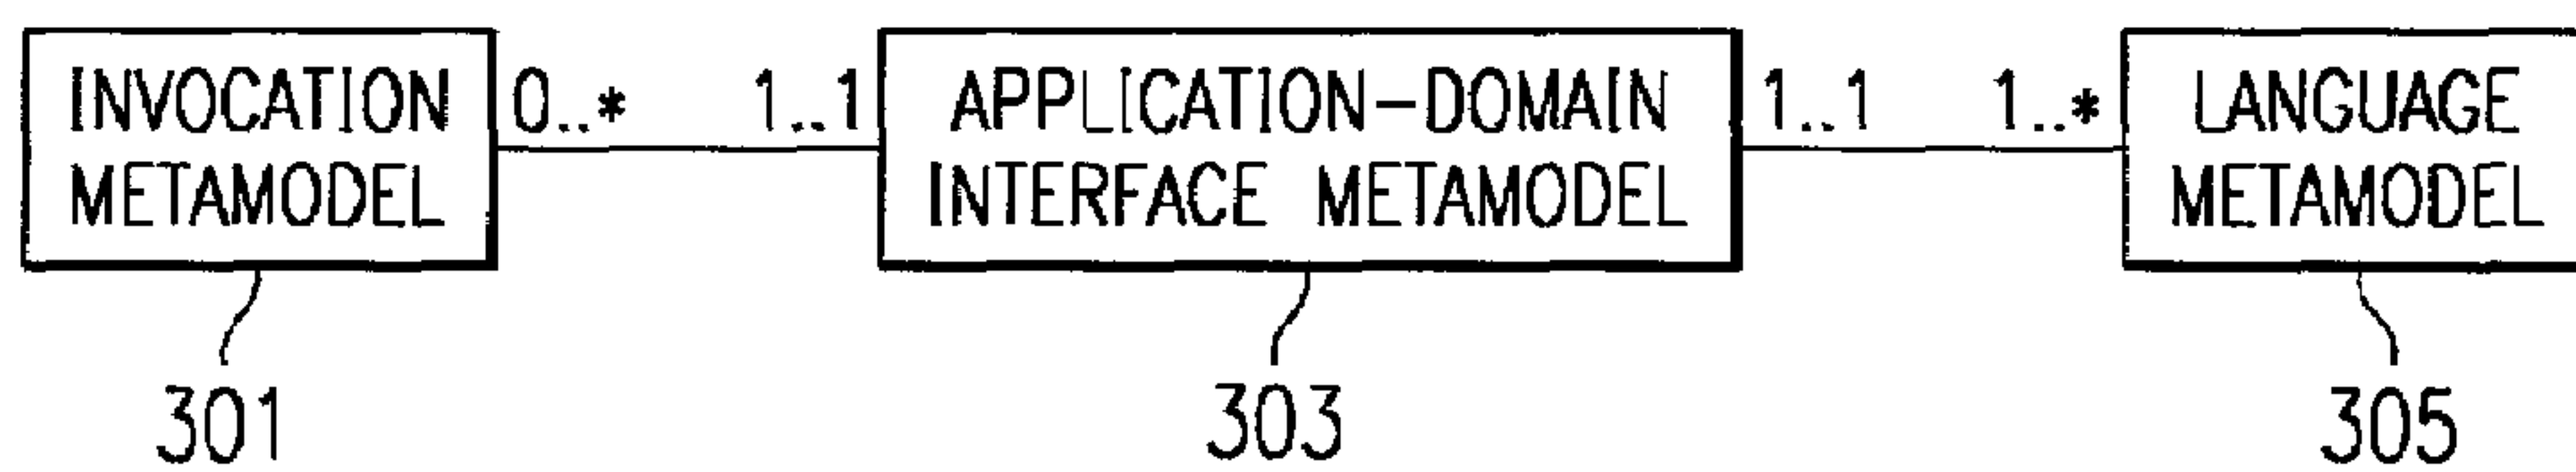 INVOCATION
METAMODEL
0..*
1..1
APPLICATION-DOMAIN
INTERFACE METAMODEL
1..1
1..*
LANGUAGE
METAMODEL
301
303
305